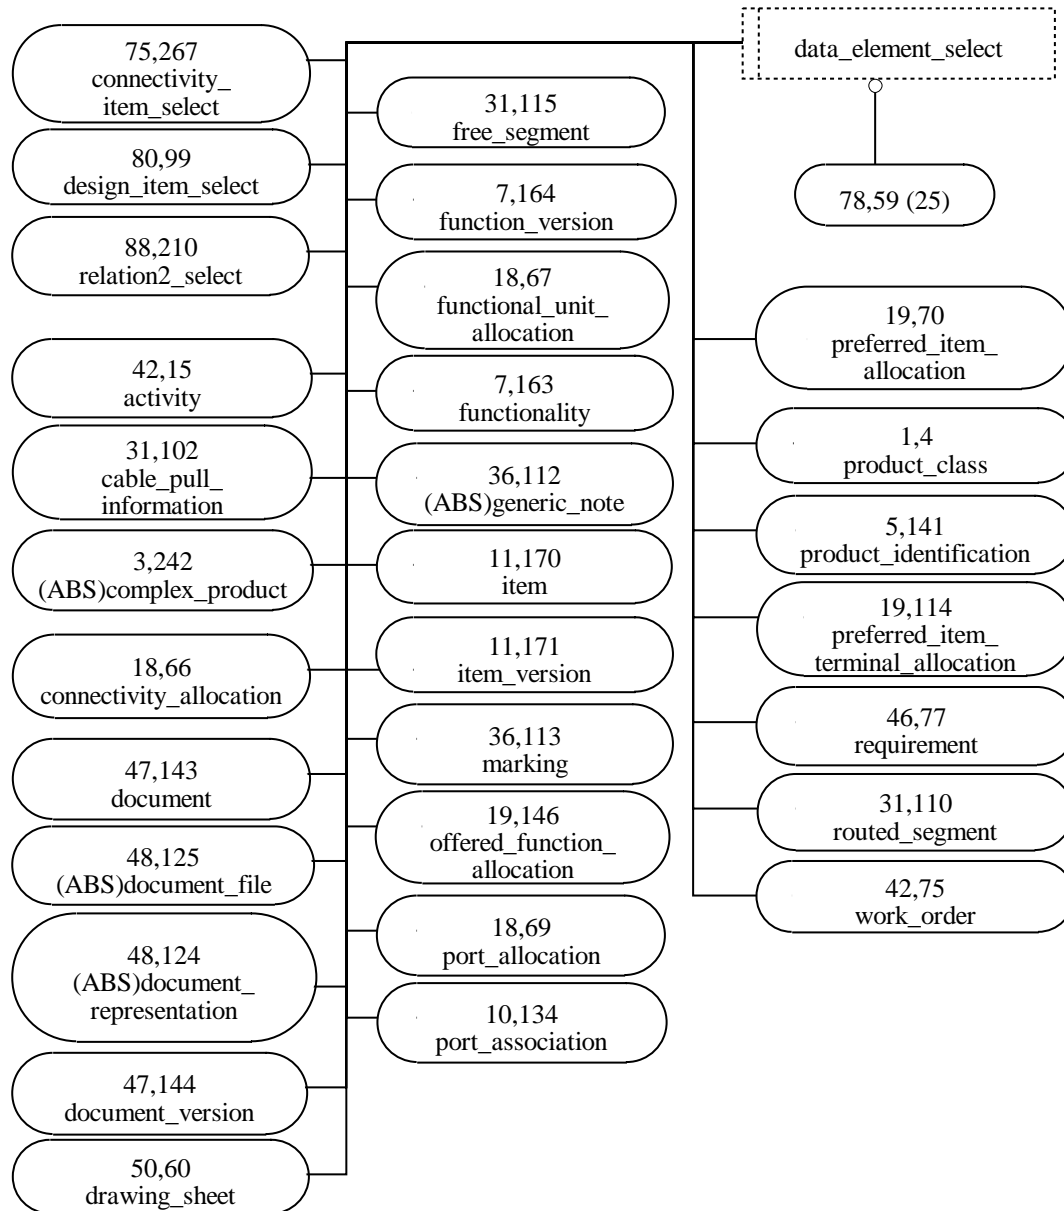 75,267
connectivity_
item_select
80,99
design_item_select
88,210
relation2_select
42,15
activity
31,102
cable_pull_
information
3,242
(ABS)complex_product
18,66
connectivity_allocation
47,143
document
48,125
(ABS)document_file
48,124
(ABS)document_
representation
47,144
document_version
50,60
drawing_sheet
31,115
free_segment
7,164
function_version
18,67
functional_unit_
allocation
7,163
functionality
36,112
(ABS)generic_note
11,170
item
11,171
item_version
36,113
marking
19,146
offered_function_
allocation
18,69
port_allocation
10,134
port_association
data_element_select
78,59 (25)
19,70
preferred_item_
allocation
1,4
product_class
5,141
product_identification
19,114
preferred_item_
terminal_allocation
46,77
requirement
31,110
routed_segment
42,75
work_order